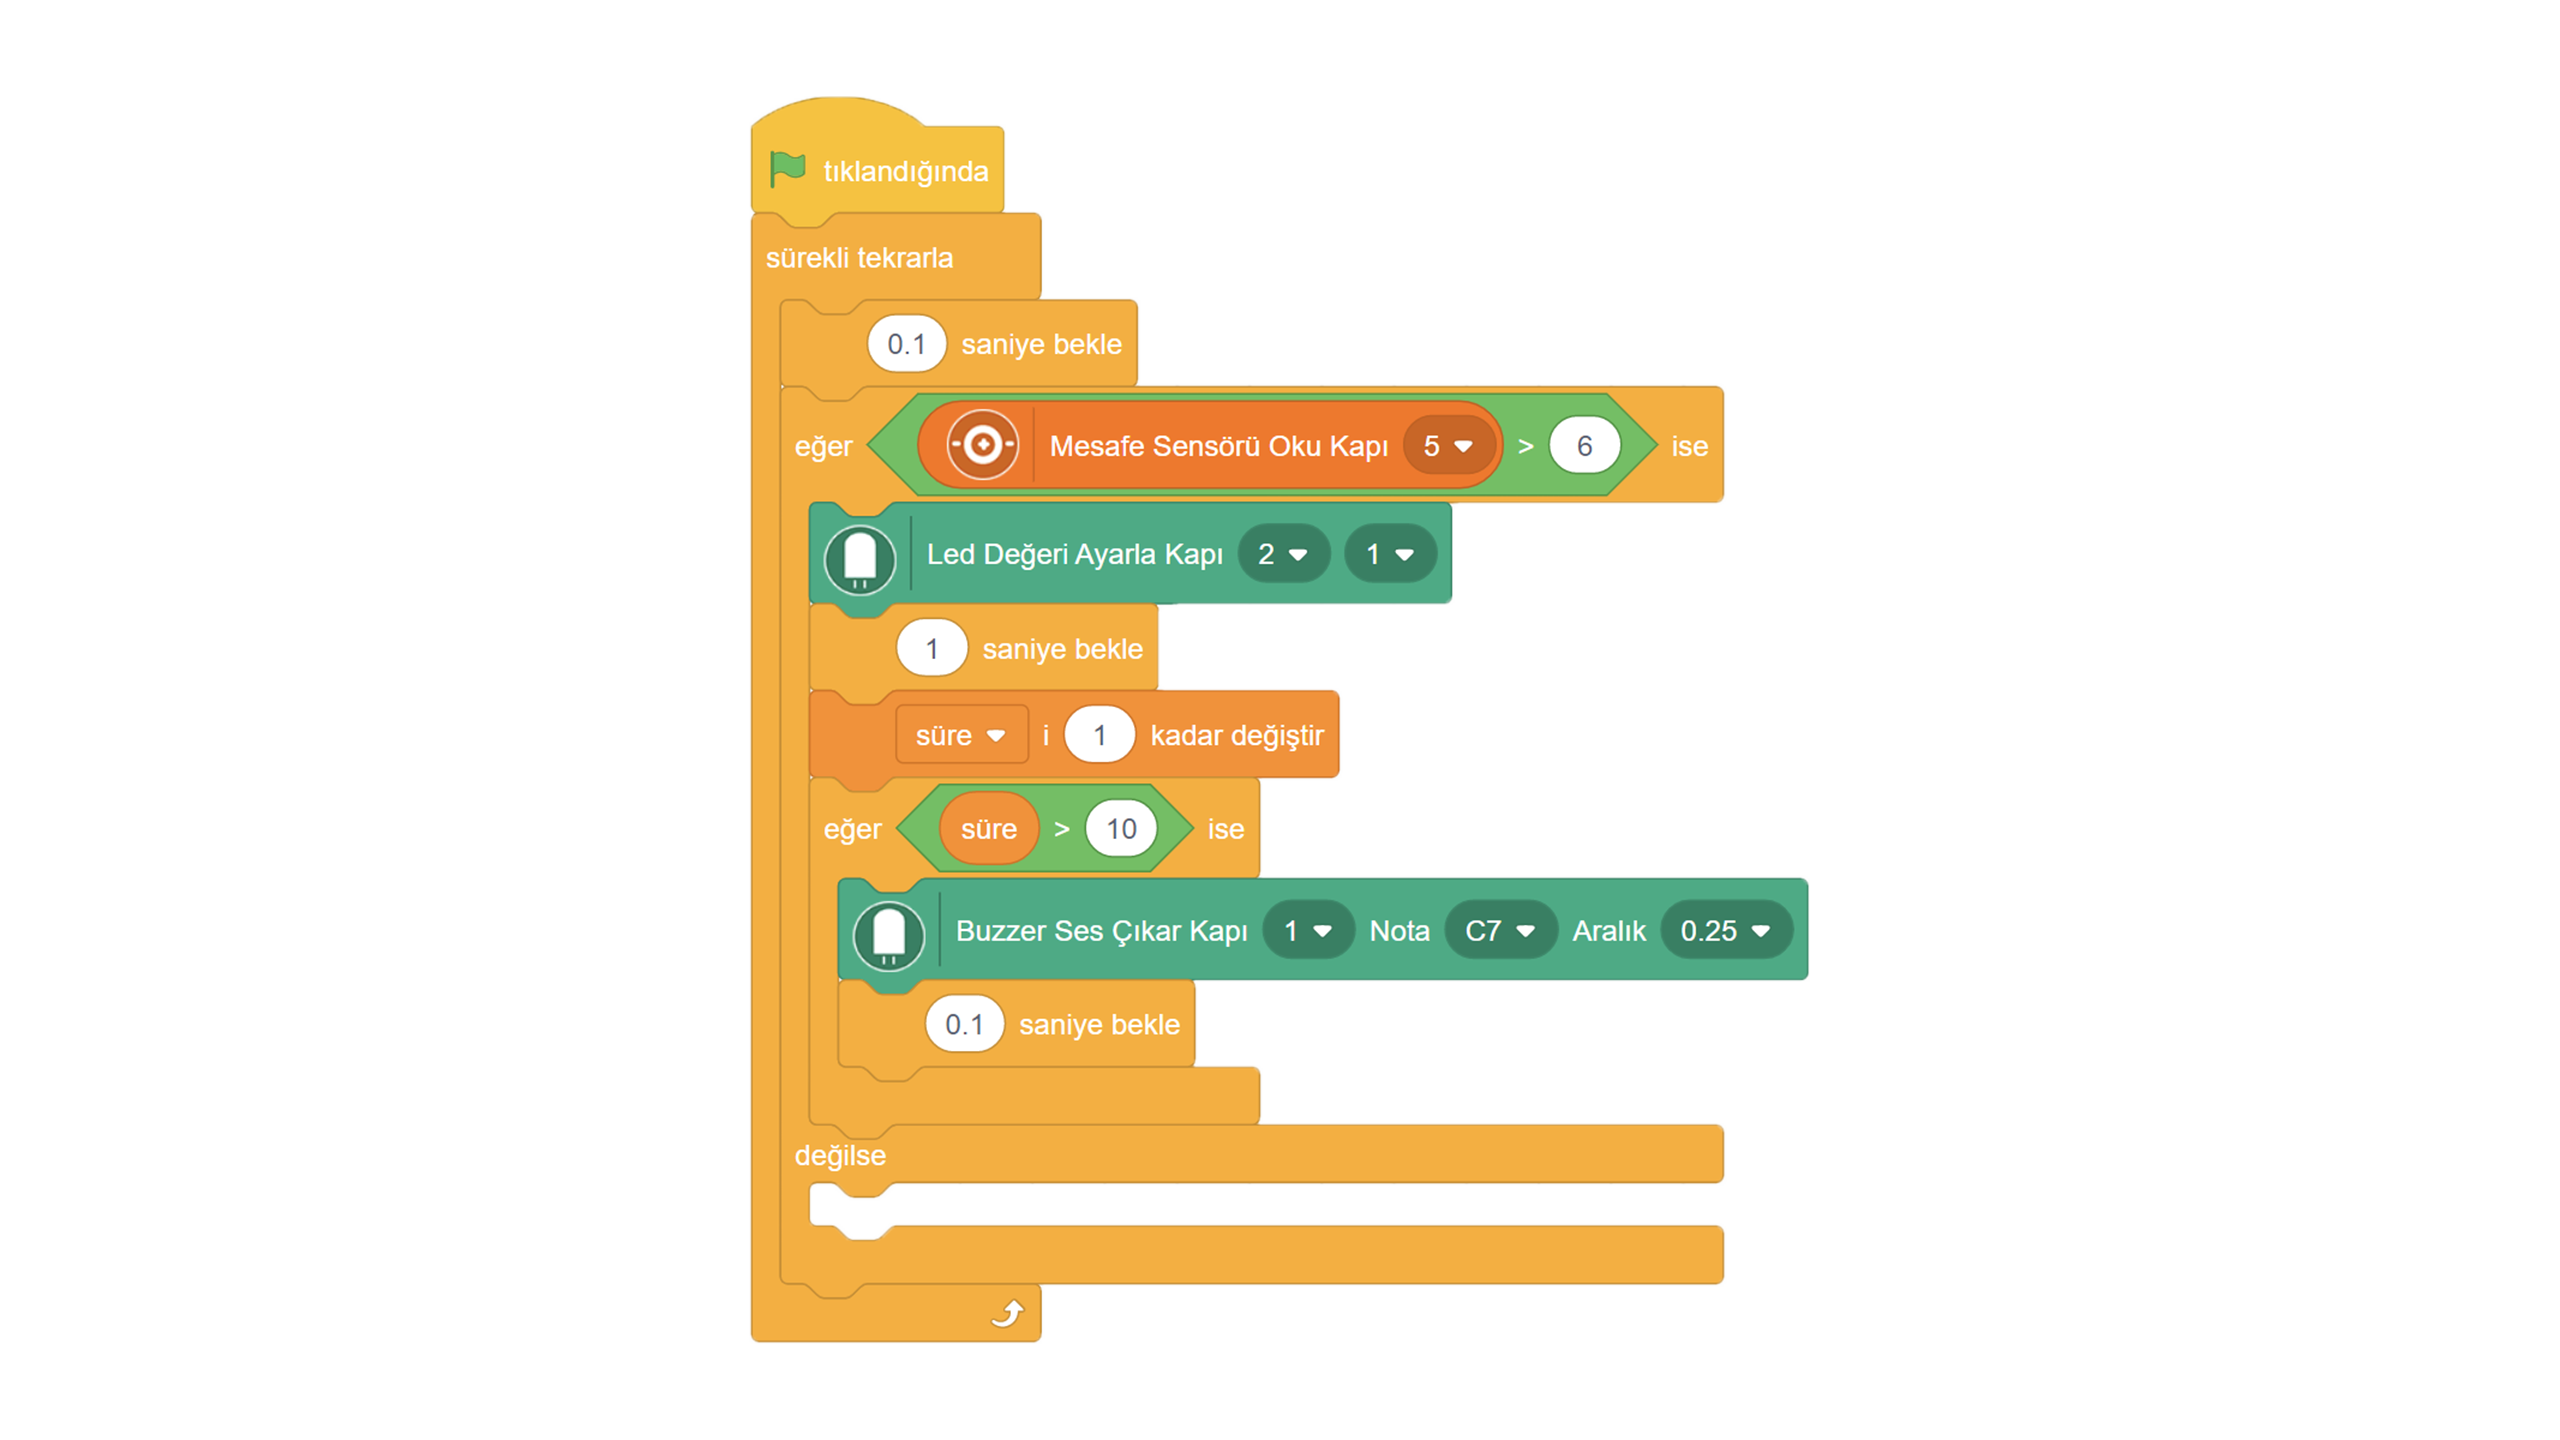 tıklandığında
sürekli tekrarla
0.1 saniye bekle
eğer Mesafe Sensörü Oku Kapı 5 > 6 ise
Led Değeri Ayarla Kapı 2 1
1 saniye bekle
süre i 1 kadar değiştir
eğer süre > 10 ise
Buzzer Ses Çıkar Kapı 1 Nota C7 Aralık 0.25
0.1 saniye bekle
değilse